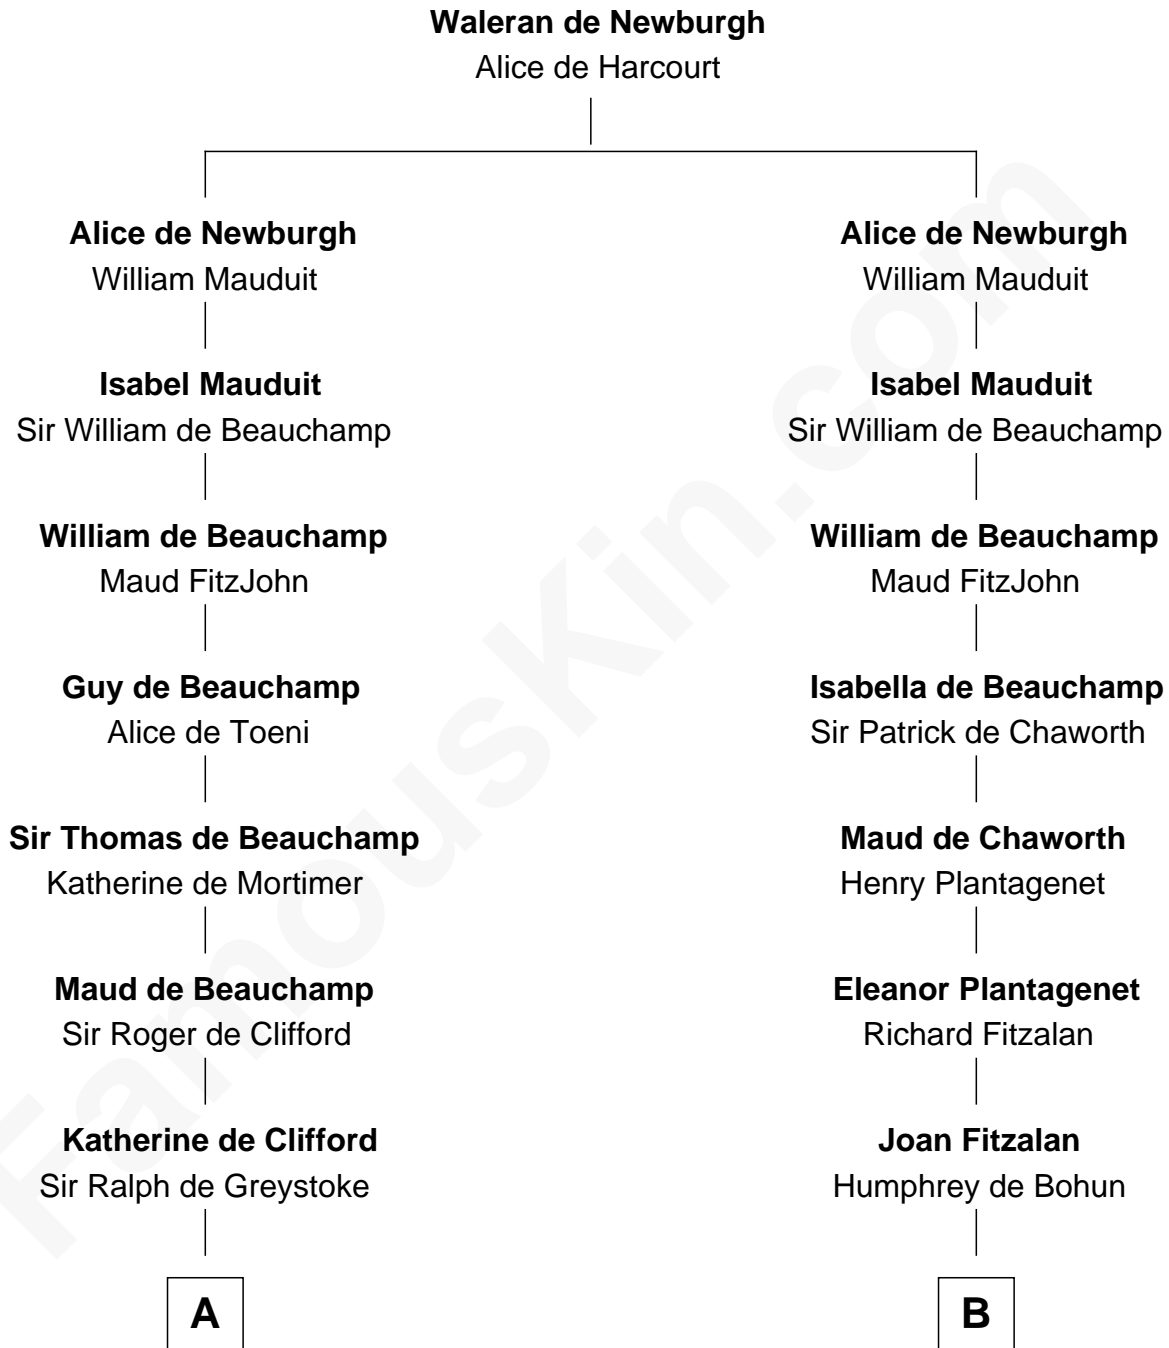 Waleran de Newburgh
Alice de Harcourt
Alice de Newburgh
William Mauduit
Alice de Newburgh
William Mauduit
Isabel Mauduit
Sir William de Beauchamp
Isabel Mauduit
Sir William de Beauchamp
William de Beauchamp
Maud FitzJohn
William de Beauchamp
Maud FitzJohn
Guy de Beauchamp
Alice de Toeni
Isabella de Beauchamp
Sir Patrick de Chaworth
Sir Thomas de Beauchamp
Katherine de Mortimer
Maud de Chaworth
Henry Plantagenet
Maud de Beauchamp
Sir Roger de Clifford
Eleanor Plantagenet
Richard Fitzalan
Katherine de Clifford
Sir Ralph de Greystoke
Joan Fitzalan
Humphrey de Bohun
A
B
FamousKin.com